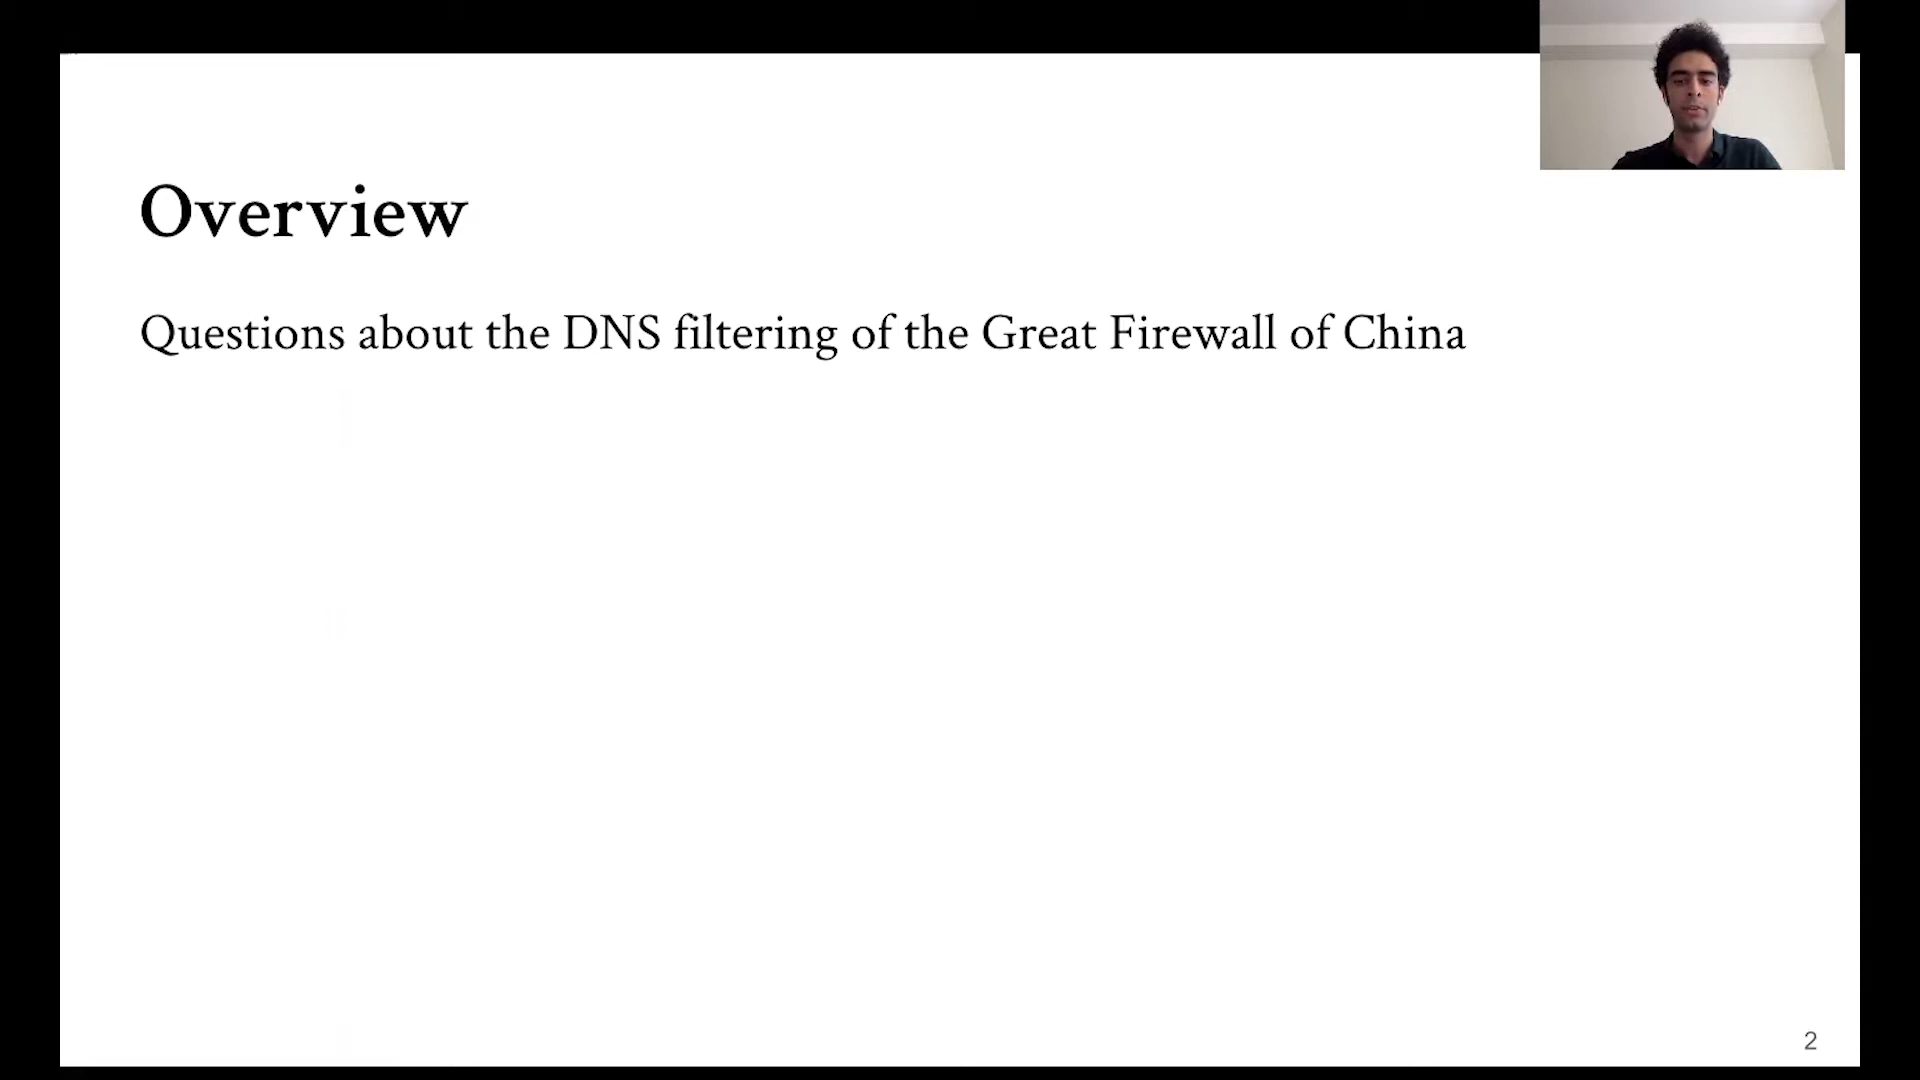 Overview
Questions about the DNS filtering of the Great Firewall of China
2